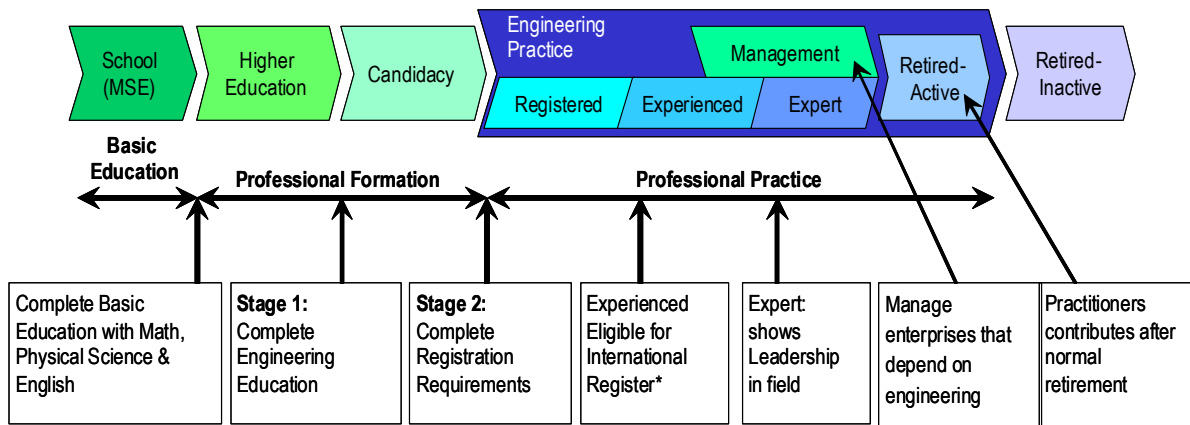 School
(MSE)
Higher
Education
Candidacy
Engineering
Practice
Management
Registered
Experienced
Expert
Retired-
Active
Retired-
Inactive
Basic
Education
Professional Formation
Professional Practice
Complete Basic
Education with Math,
Physical Science &
English
Stage 1:
Complete
Engineering
Education
Stage 2:
Complete
Registration
Requirements
Experienced
Eligible for
International
Register*
Expert:
shows
Leadership
in field
Manage
enterprises that
depend on
engineering
Practitioners
contributes after
normal
retirement